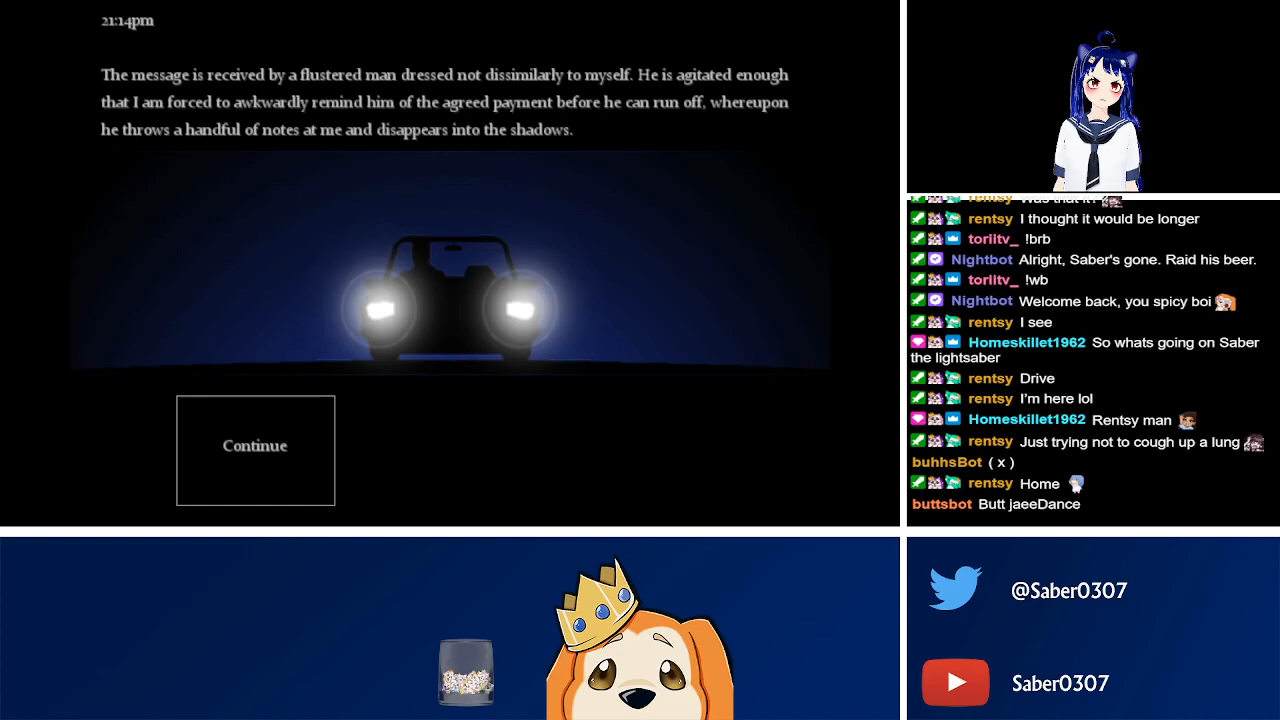 21:14pm
The message is received by a flustered man dressed not dissimilarly to myself. He is agitated enough
that I am forced to awkwardly remind him of the agreed payment before he can run off, whereupon
he throws a handful of notes at me and disappears into the shadows.
Continue
rentsy Was that it?
rentsy I thought it would be longer
toriitv_ !brb
Nightbot Alright, Saber's gone. Raid his beer.
toriitv_ !wb
Nightbot Welcome back, you spicy boi
rentsy I see
Homeskillet1962 So whats going on Saber
the lightsaber
rentsy Drive
rentsy I'm here lol
Homeskillet1962 Rentsy man
rentsy Just trying not to cough up a lung
buhhsBot ( x )
rentsy Home
buttsbot Butt jaeeDance
@Saber0307
Saber0307